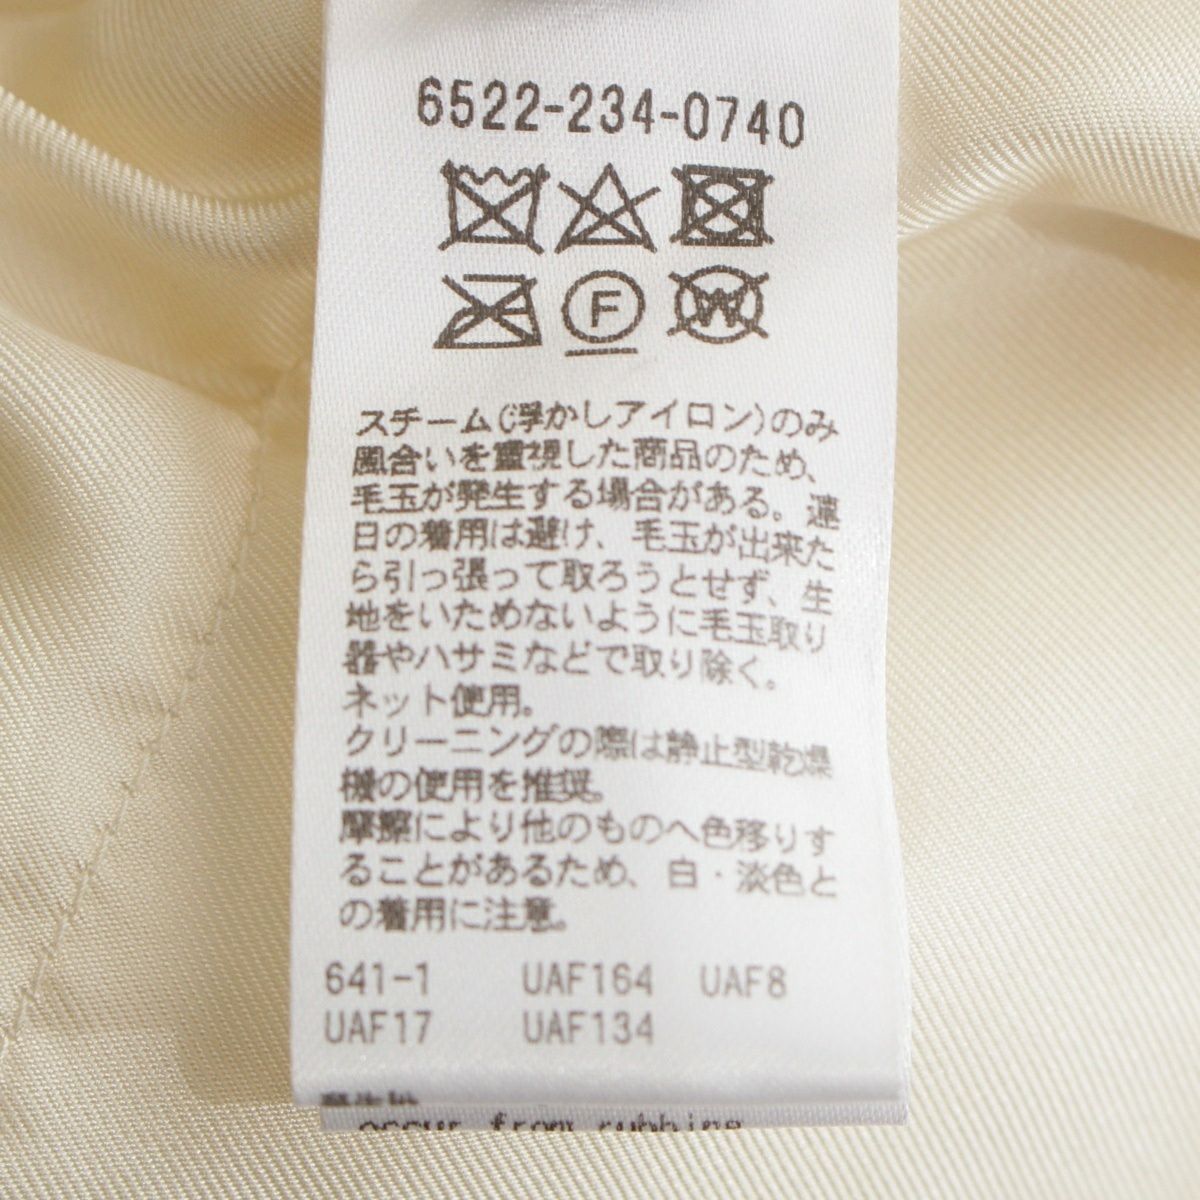 6522-234-0740
F
W
スチーム(浮かしアイロン)のみ
風合いを重視した商品のため、
毛玉が発生する場合がある。連
日の着用は避け、毛玉が出来た
ら引っ張って取ろうとせず、生
地をいためないように毛玉取り
器やハサミなどで取り除く。
ネット使用。
クリーニングの際は静止型乾燥
機の使用を推奨。
摩擦により他のものへ色移りす
ることがあるため、白・淡色と
の着用に注意。
641-1 UAF164 UAF8
UAF17 UAF134
occur from rubbing